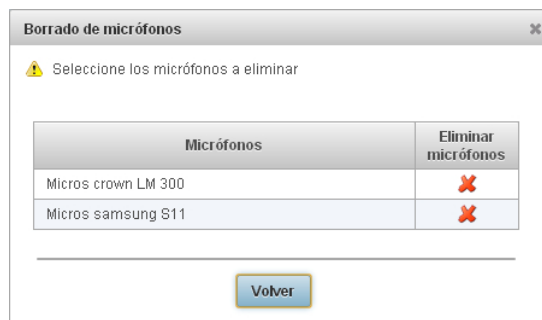 Borrado de micrófonos
Seleccione los micrófonos a eliminar
Micrófonos
Eliminar
micrófonos
Micros crown LM 300
Micros samsung S11
Volver